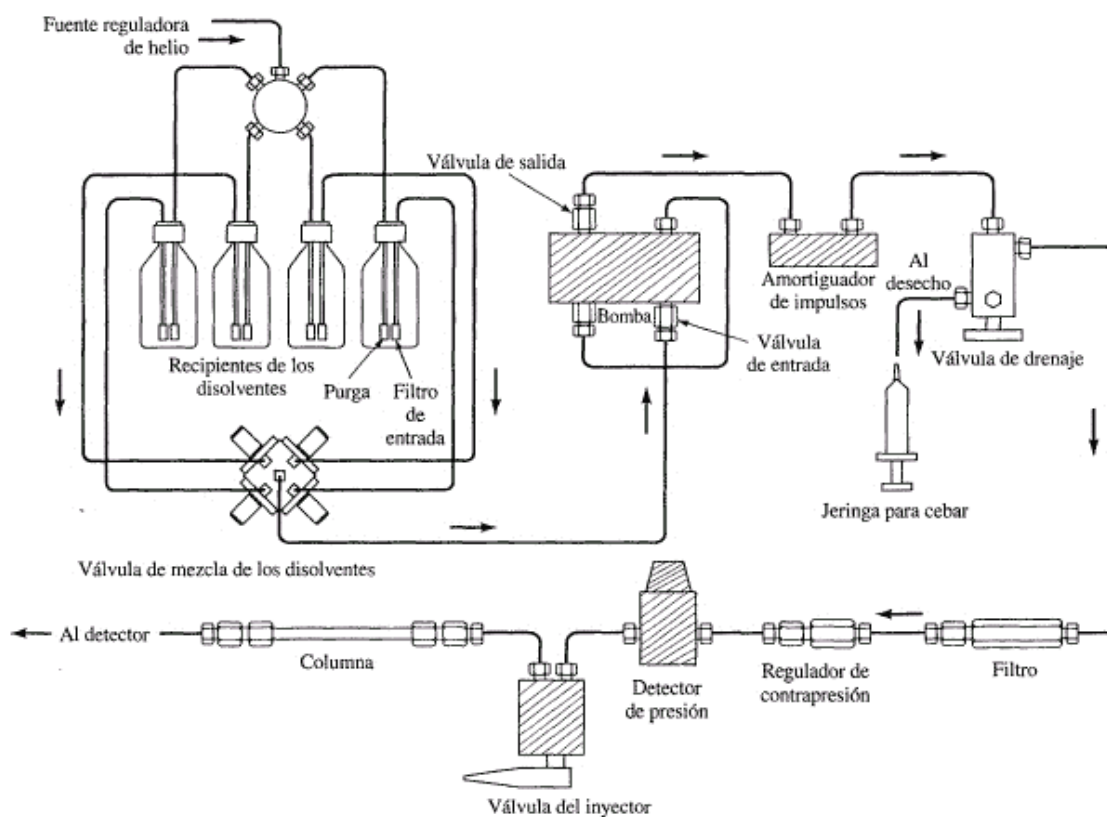 Fuente reguladora
de helio
Válvula de salida
Al
desecho
Amortiguador
de impulsos
Bomba
Válvula
de entrada
Válvula de drenaje
Recipientes de los
disolventes
Purga
Filtro
de
entrada
Jeringa para cebar
Válvula de mezcla de los disolventes
Al detector
Columna
Detector
de presión
Regulador de
contrapresión
Filtro
Válvula del inyector